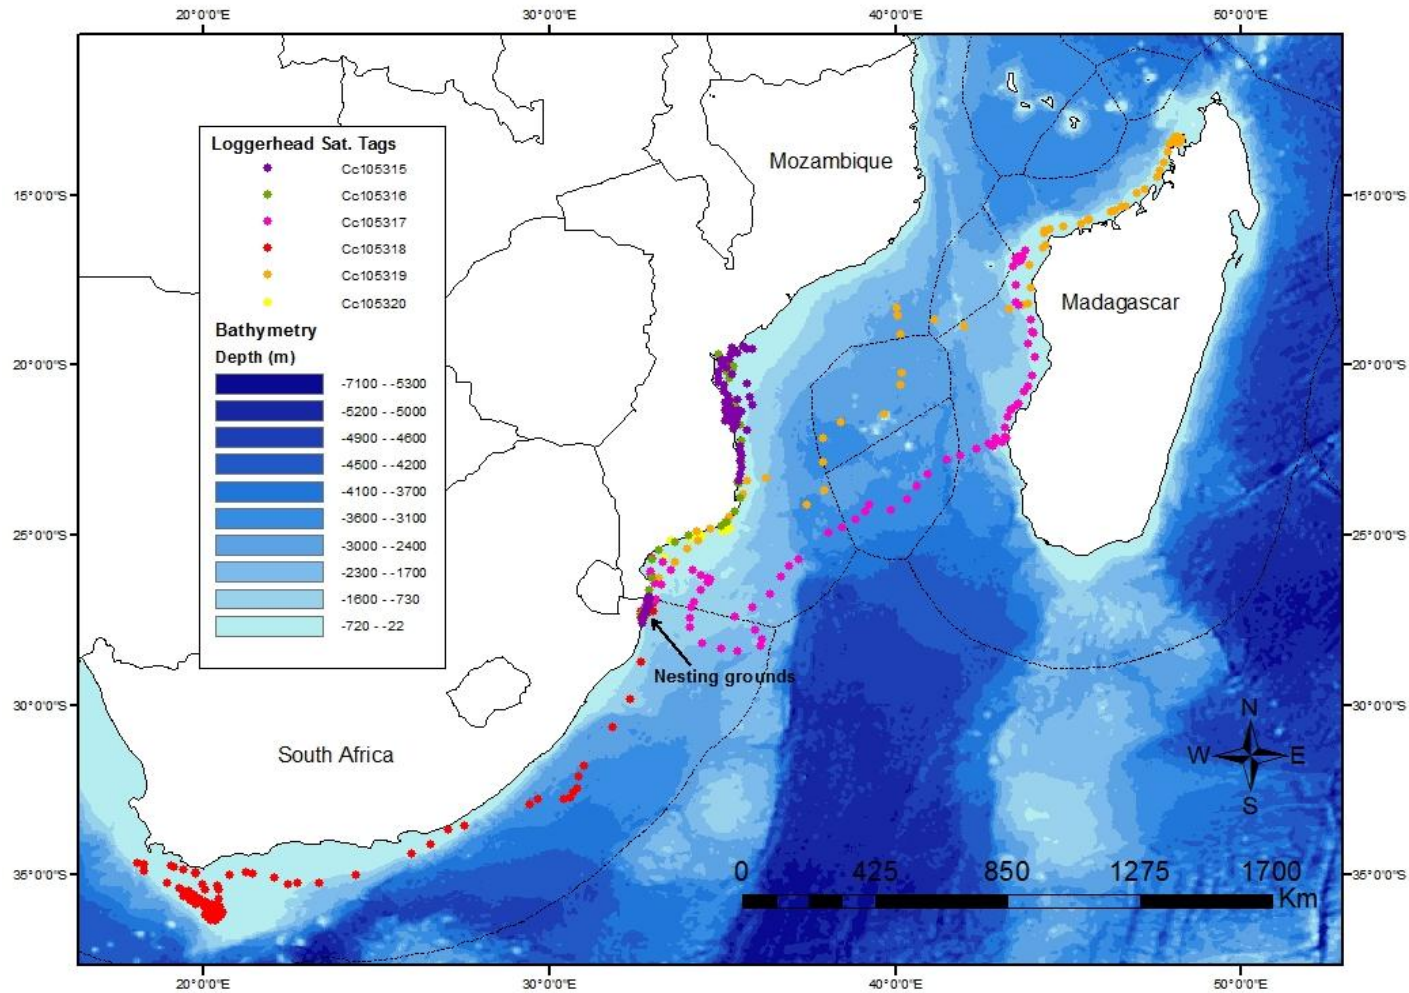 20°0'0"E 30°0'0"E 40°0'0"E 50°0'0"E
Loggerhead Sat. Tags
Cc105315
Cc105316
Cc105317
Cc105318
Cc105319
Cc105320
Bathymetry
Depth (m)
-7100 - -5300
-5200 - -5000
-4900 - -4600
-4500 - -4200
-4100 - -3700
-3600 - -3100
-3000 - -2400
-2300 - -1700
-1600 - -730
-720 - -22
Mozambique
Madagascar
Nesting grounds
South Africa
15°0'0"S 15°0'0"S
20°0'0"S 20°0'0"S
25°0'0"S 25°0'0"S
30°0'0"S 30°0'0"S
35°0'0"S 35°0'0"S
N
W E
S
0 425 850 1275 1700
Km
20°0'0"E 30°0'0"E 40°0'0"E 50°0'0"E